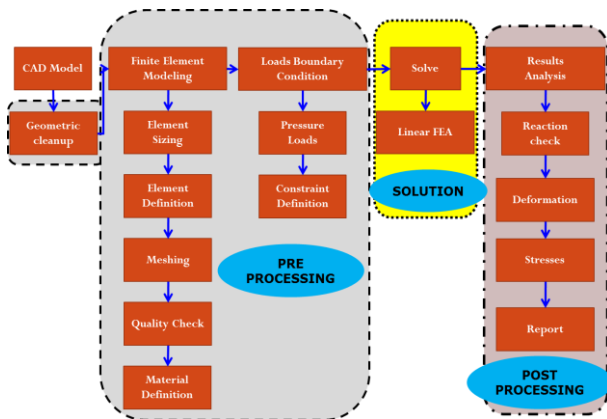 CAD Model
Geometric
cleanup
Finite Element
Modeling
Element
Sizing
Element
Definition
Meshing
Quality Check
Material
Definition
Loads Boundary
Condition
Pressure
Loads
Constraint
Definition
PRE
PROCESSING
Solve
Linear FEA
SOLUTION
Results
Analysis
Reaction
check
Deformation
Stresses
Report
POST
PROCESSING